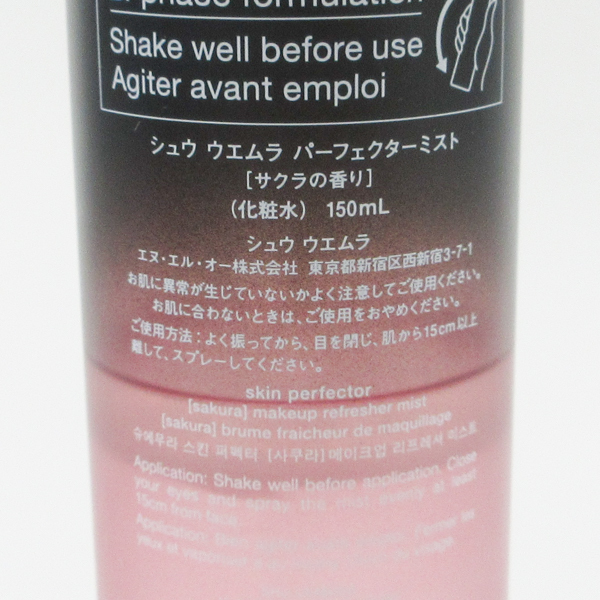 phase formulation
Shake well before use
Agiter avant emploi
シュウ ウエムラ パーフェクターミスト
[サクラの香り]
(化粧水) 150mL
シュウ ウエムラ
エヌ・エル・オー株式会社 東京都新宿区西新宿3-7-1
お肌に異常が生じていないかよく注意してご使用ください。
お肌に合わないときは、ご使用をおやめください。
ご使用方法：よく振ってから、目を閉じ、肌から15cm以上
離して、スプレーしてください。
skin perfector
[sakura] makeup refresher mist
[sakura] brume fraicheur de maquillage
슈에무라 스킨 퍼펙터 [사쿠라] 메이크업 리프레셔 미스트
Application: Shake well before application. Close
your eyes and spray the mist evenly at least
15cm from face.
Application:
yeux et vaporiser visage.